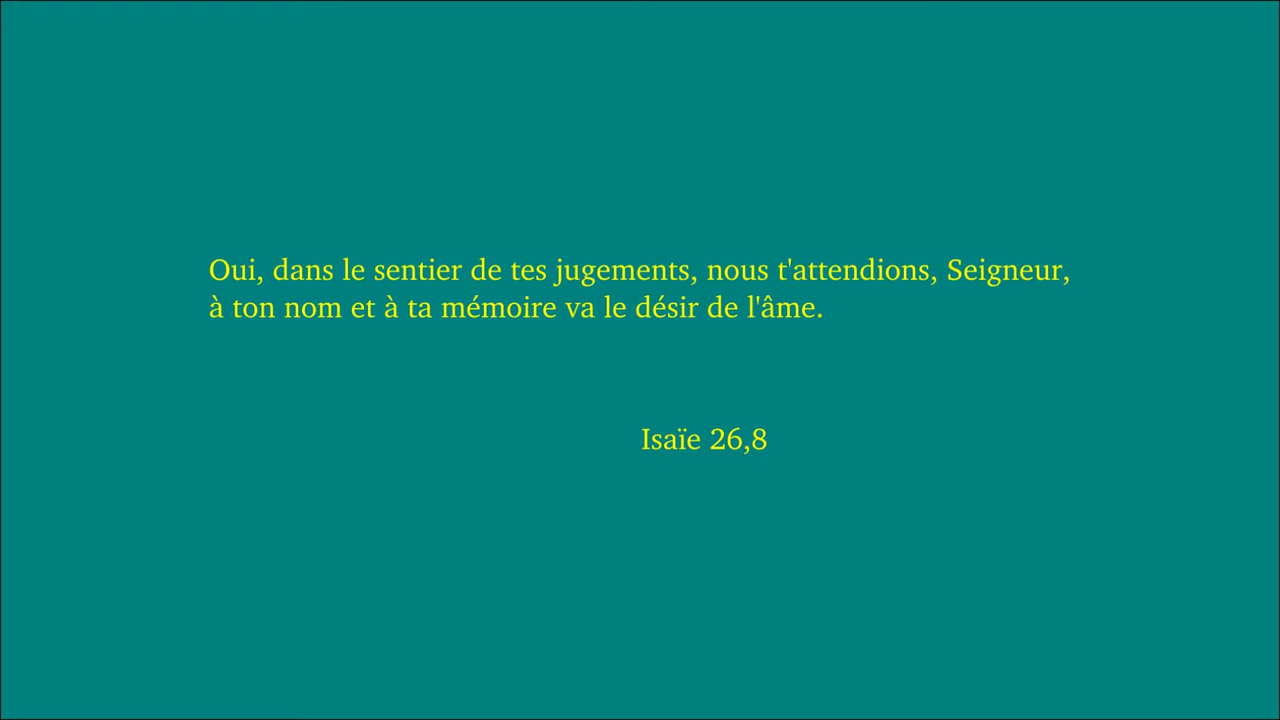 Oui, dans le sentier de tes jugements, nous t'attendions, Seigneur,
à ton nom et à ta mémoire va le désir de l'âme.
Isaïe 26,8